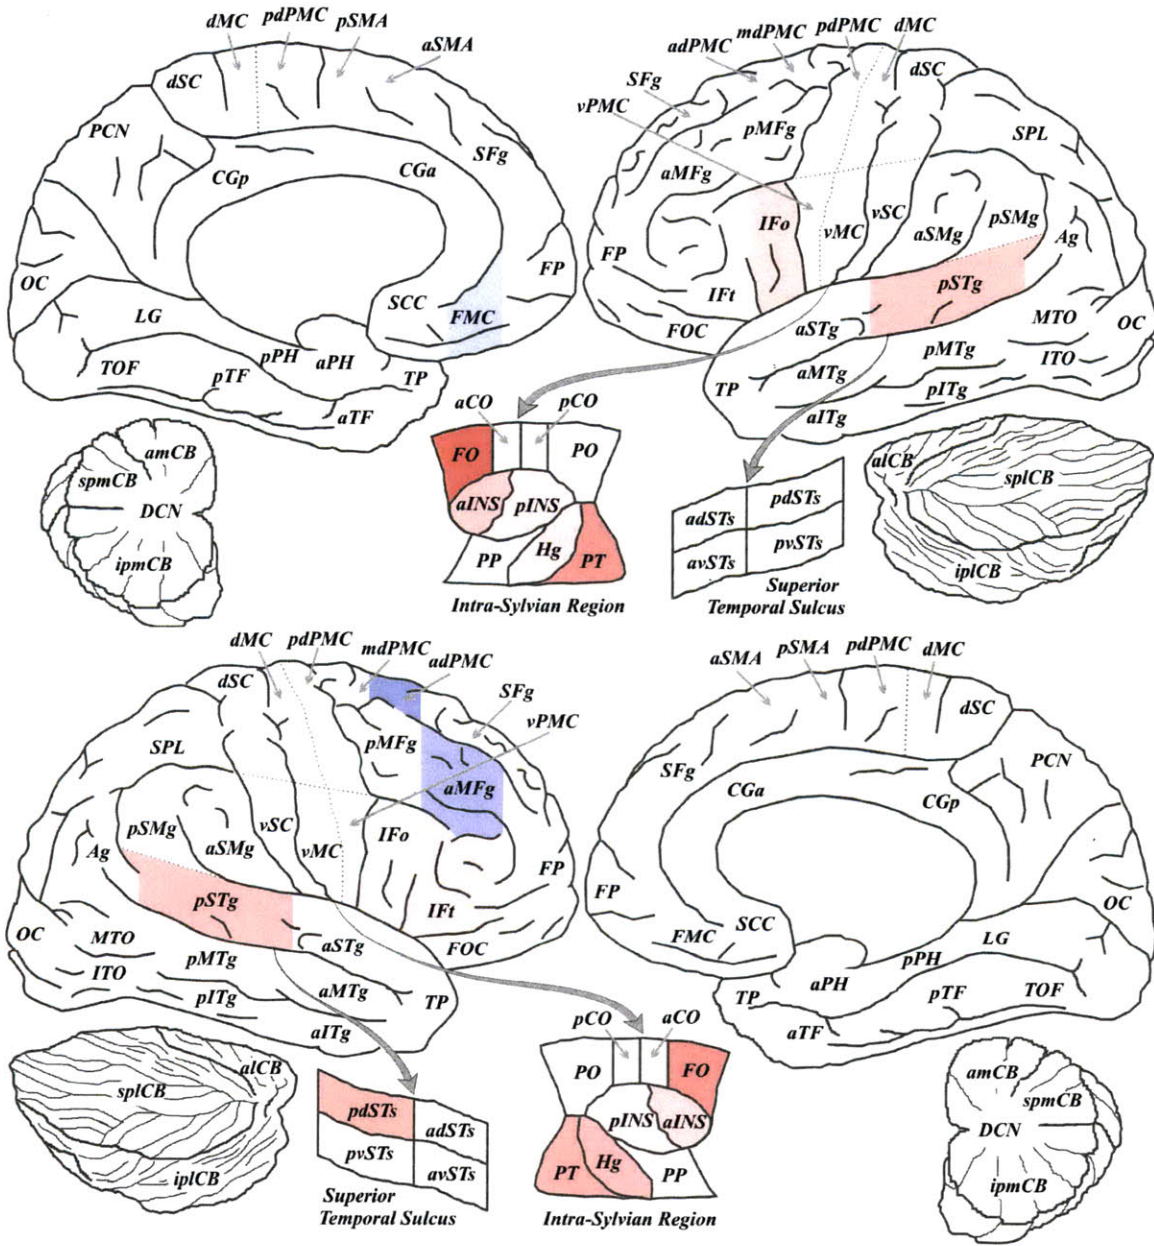 dMC pdPMC pSMA aSMA
dSC
PCN
SFg
CGp CGa
OC
FP
SCC FMC
LG
pPH aPH
TOF pTF TP
aTF
adPMC mdPMC pdPMC dMC
dSC
SFg
vPMC
pMFg SPL
aMFg
IFo vSC pSMg
vMC aSMg Ag
FP
pSTg
IFt
FOC aSTg MTO OC
pMTg ITO
TP aMTg pITg
aITg
amCB
spmCB
DCN
ipmCB
aCO pCO
FO PO
aINS pINS
PP Hg PT
Intra-Sylvian Region
adSTs pdSTs
avSTs pvSTs
Superior
Temporal Sulcus
alCB splCB
iplCB
dMC pdPMC mdPMC adPMC
dSC SFg
vPMC
SPL pMFg
aMFg
pSMg vSC
aSMg vMC IFo
Ag FP
pSTg
IFt
OC MTO aSTg FOC
ITO pMTg
pITg aMTg TP
aITg
aSMA pSMA pdPMC dMC
dSC
SFg PCN
CGa CGp
FP
OC
FMC SCC
LG
pPH
TP aPH pTF TOF
aTF
splCB alCB
iplCB
pdSTs adSTs
pvSTs avSTs
Superior
Temporal Sulcus
pCO aCO
PO FO
pINS aINS
PT Hg PP
Intra-Sylvian Region
amCB
spmCB
DCN
ipmCB